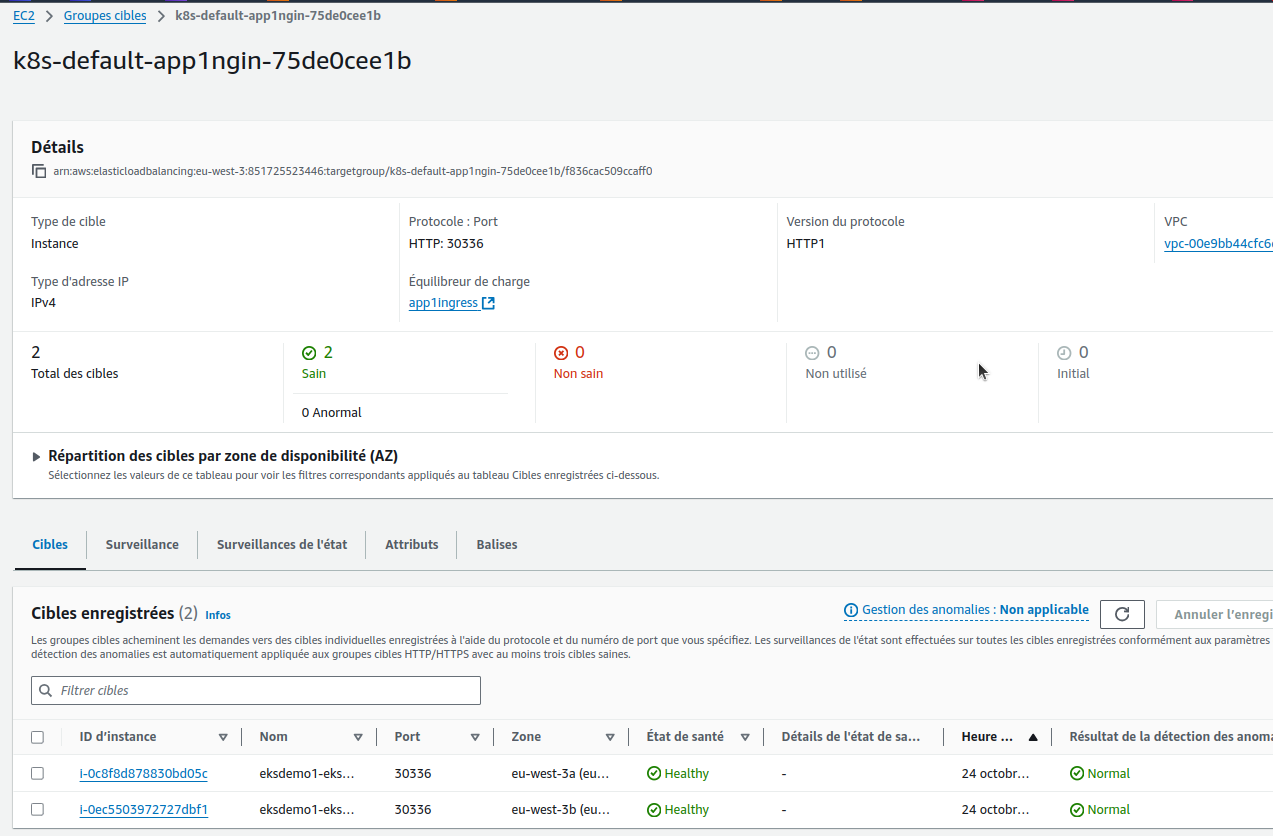 EC2 > Groupes cibles > k8s-default-app1ngin-75de0cee1b
k8s-default-app1ngin-75de0cee1b
Détails
arn:aws:elasticloadbalancing:eu-west-3:851725523446:targetgroup/k8s-default-app1ngin-75de0cee1b/f836cac509ccaff0
Type de cible
Instance
Protocole : Port
HTTP: 30336
Version du protocole
HTTP1
VPC
vpc-00e9bb44cfc6
Type d'adresse IP
IPv4
Équilibreur de charge
app1ingress
2
Total des cibles
2
Sain
0 Anormal
0
Non sain
0
Non utilisé
0
Initial
Répartition des cibles par zone de disponibilité (AZ)
Sélectionnez les valeurs de ce tableau pour voir les filtres correspondants appliqués au tableau Cibles enregistrées ci-dessous.
Cibles Surveillance Surveillances de l'état Attributs Balises
Cibles enregistrées (2) Infos
Gestion des anomalies : Non applicable
Annuler l'enregi
Les groupes cibles acheminent les demandes vers des cibles individuelles enregistrées à l'aide du protocole et du numéro de port que vous spécifiez. Les surveillances de l'état sont effectuées sur toutes les cibles enregistrées conformément aux paramètres
détection des anomalies est automatiquement appliquée aux groupes cibles HTTP/HTTPS avec au moins trois cibles saines.
Filtrer cibles
ID d'instance Nom Port Zone État de santé Détails de l'état de sa... Heure ... Résultat de la détection des anoma
i-0c8f8d878830bd05c eksdemo1-eks... 30336 eu-west-3a (eu... Healthy - 24 octobr... Normal
i-0ec5503972727dbf1 eksdemo1-eks... 30336 eu-west-3b (eu... Healthy - 24 octobr... Normal